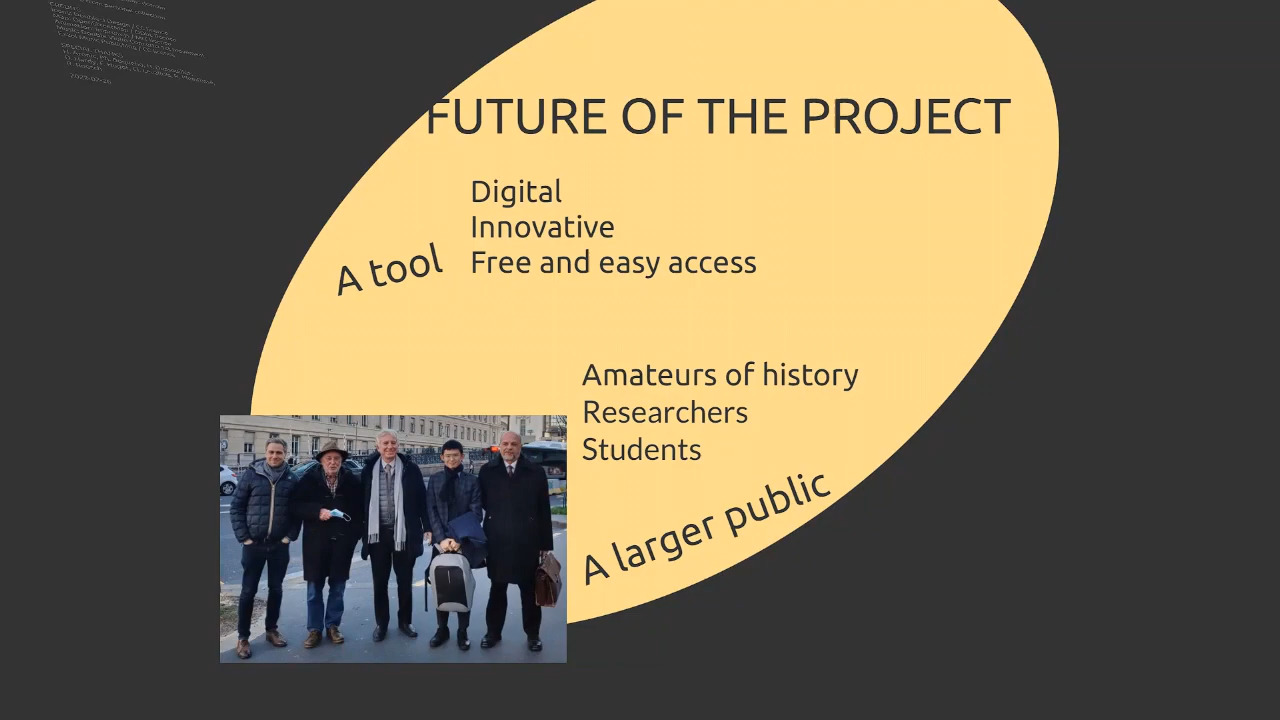 FUTURE OF THE PROJECT
Digital
Innovative
Free and easy access
A tool
Amateurs of history
Researchers
Students
A larger public